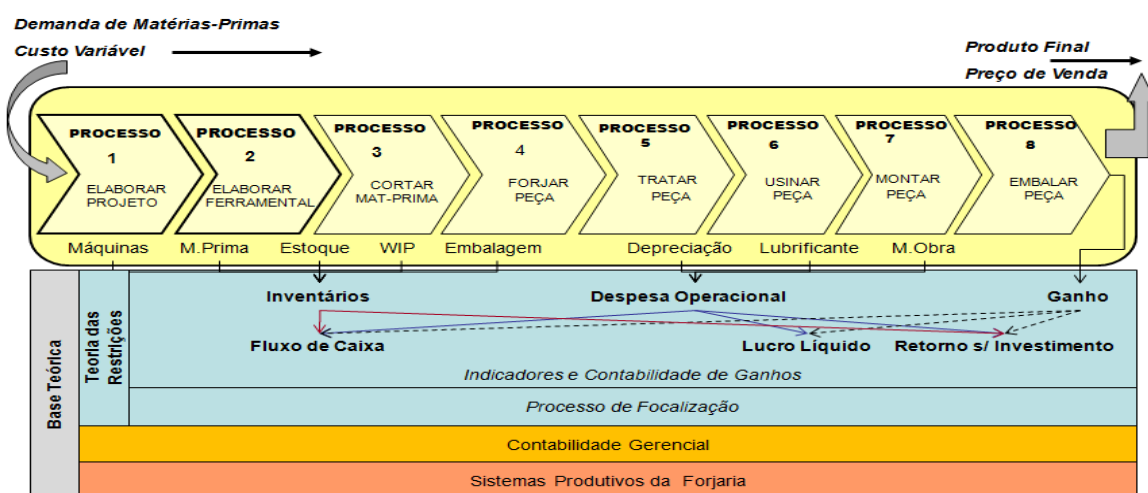 Demanda de Matérias-Primas
Custo Variável
Produto Final
Preço de Venda
PROCESSO
1
ELABORAR
PROJETO
PROCESSO
2
ELABORAR
FERRAMENTAL
PROCESSO
3
CORTAR
MAT-PRIMA
PROCESSO
4
FORJAR
PEÇA
PROCESSO
5
TRATAR
PEÇA
PROCESSO
6
USINAR
PEÇA
PROCESSO
7
MONTAR
PEÇA
PROCESSO
8
EMBALAR
PEÇA
Máquinas M.Prima Estoque WIP Embalagem Depreciação Lubrificante M.Obra
Base Teórica
Teoria das
Restrições
Inventários Despesa Operacional Ganho
Fluxo de Caixa Lucro Líquido Retorno s/ Investimento
Indicadores e Contabilidade de Ganhos
Processo de Focalização
Contabilidade Gerencial
Sistemas Produtivos da Forjaria